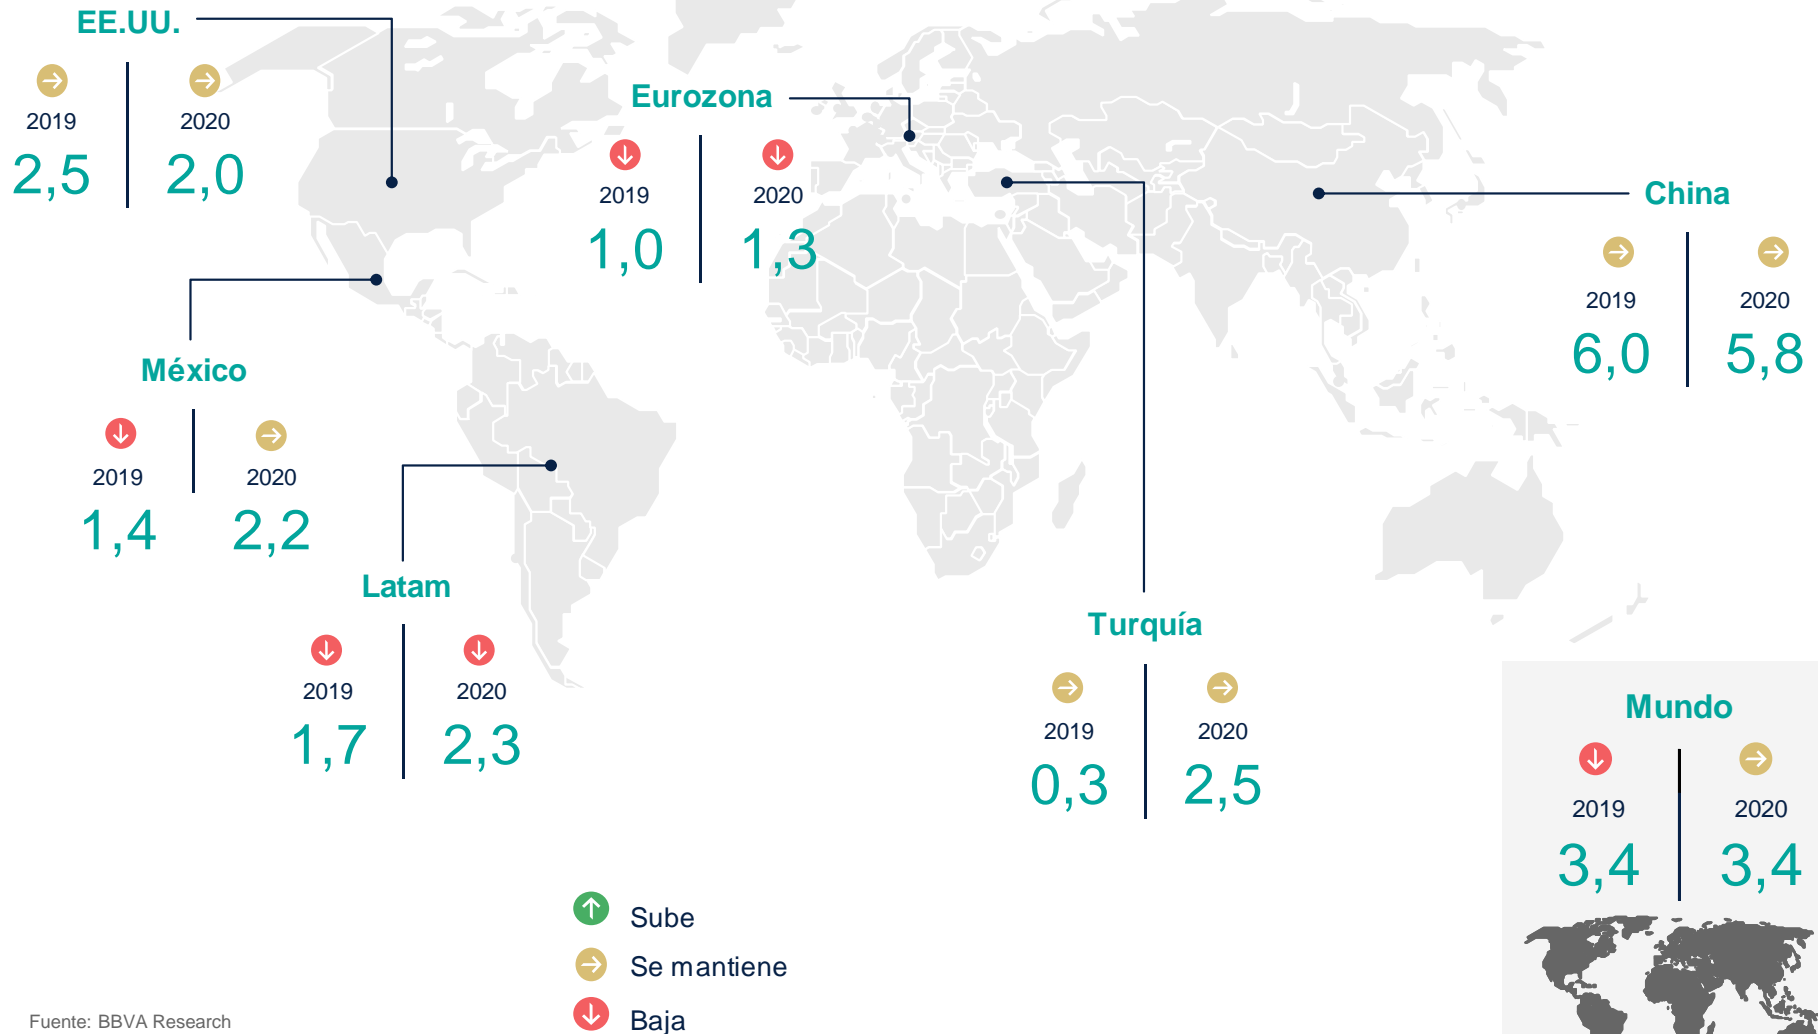 EE.UU.
2019
2020
2,5
2,0
Eurozona
2019
2020
1,0
1,3
China
2019
2020
6,0
5,8
México
2019
2020
1,4
2,2
Latam
2019
2020
1,7
2,3
Turquía
2019
2020
0,3
2,5
Mundo
2019
2020
3,4
3,4
Sube
Se mantiene
Baja
Fuente: BBVA Research